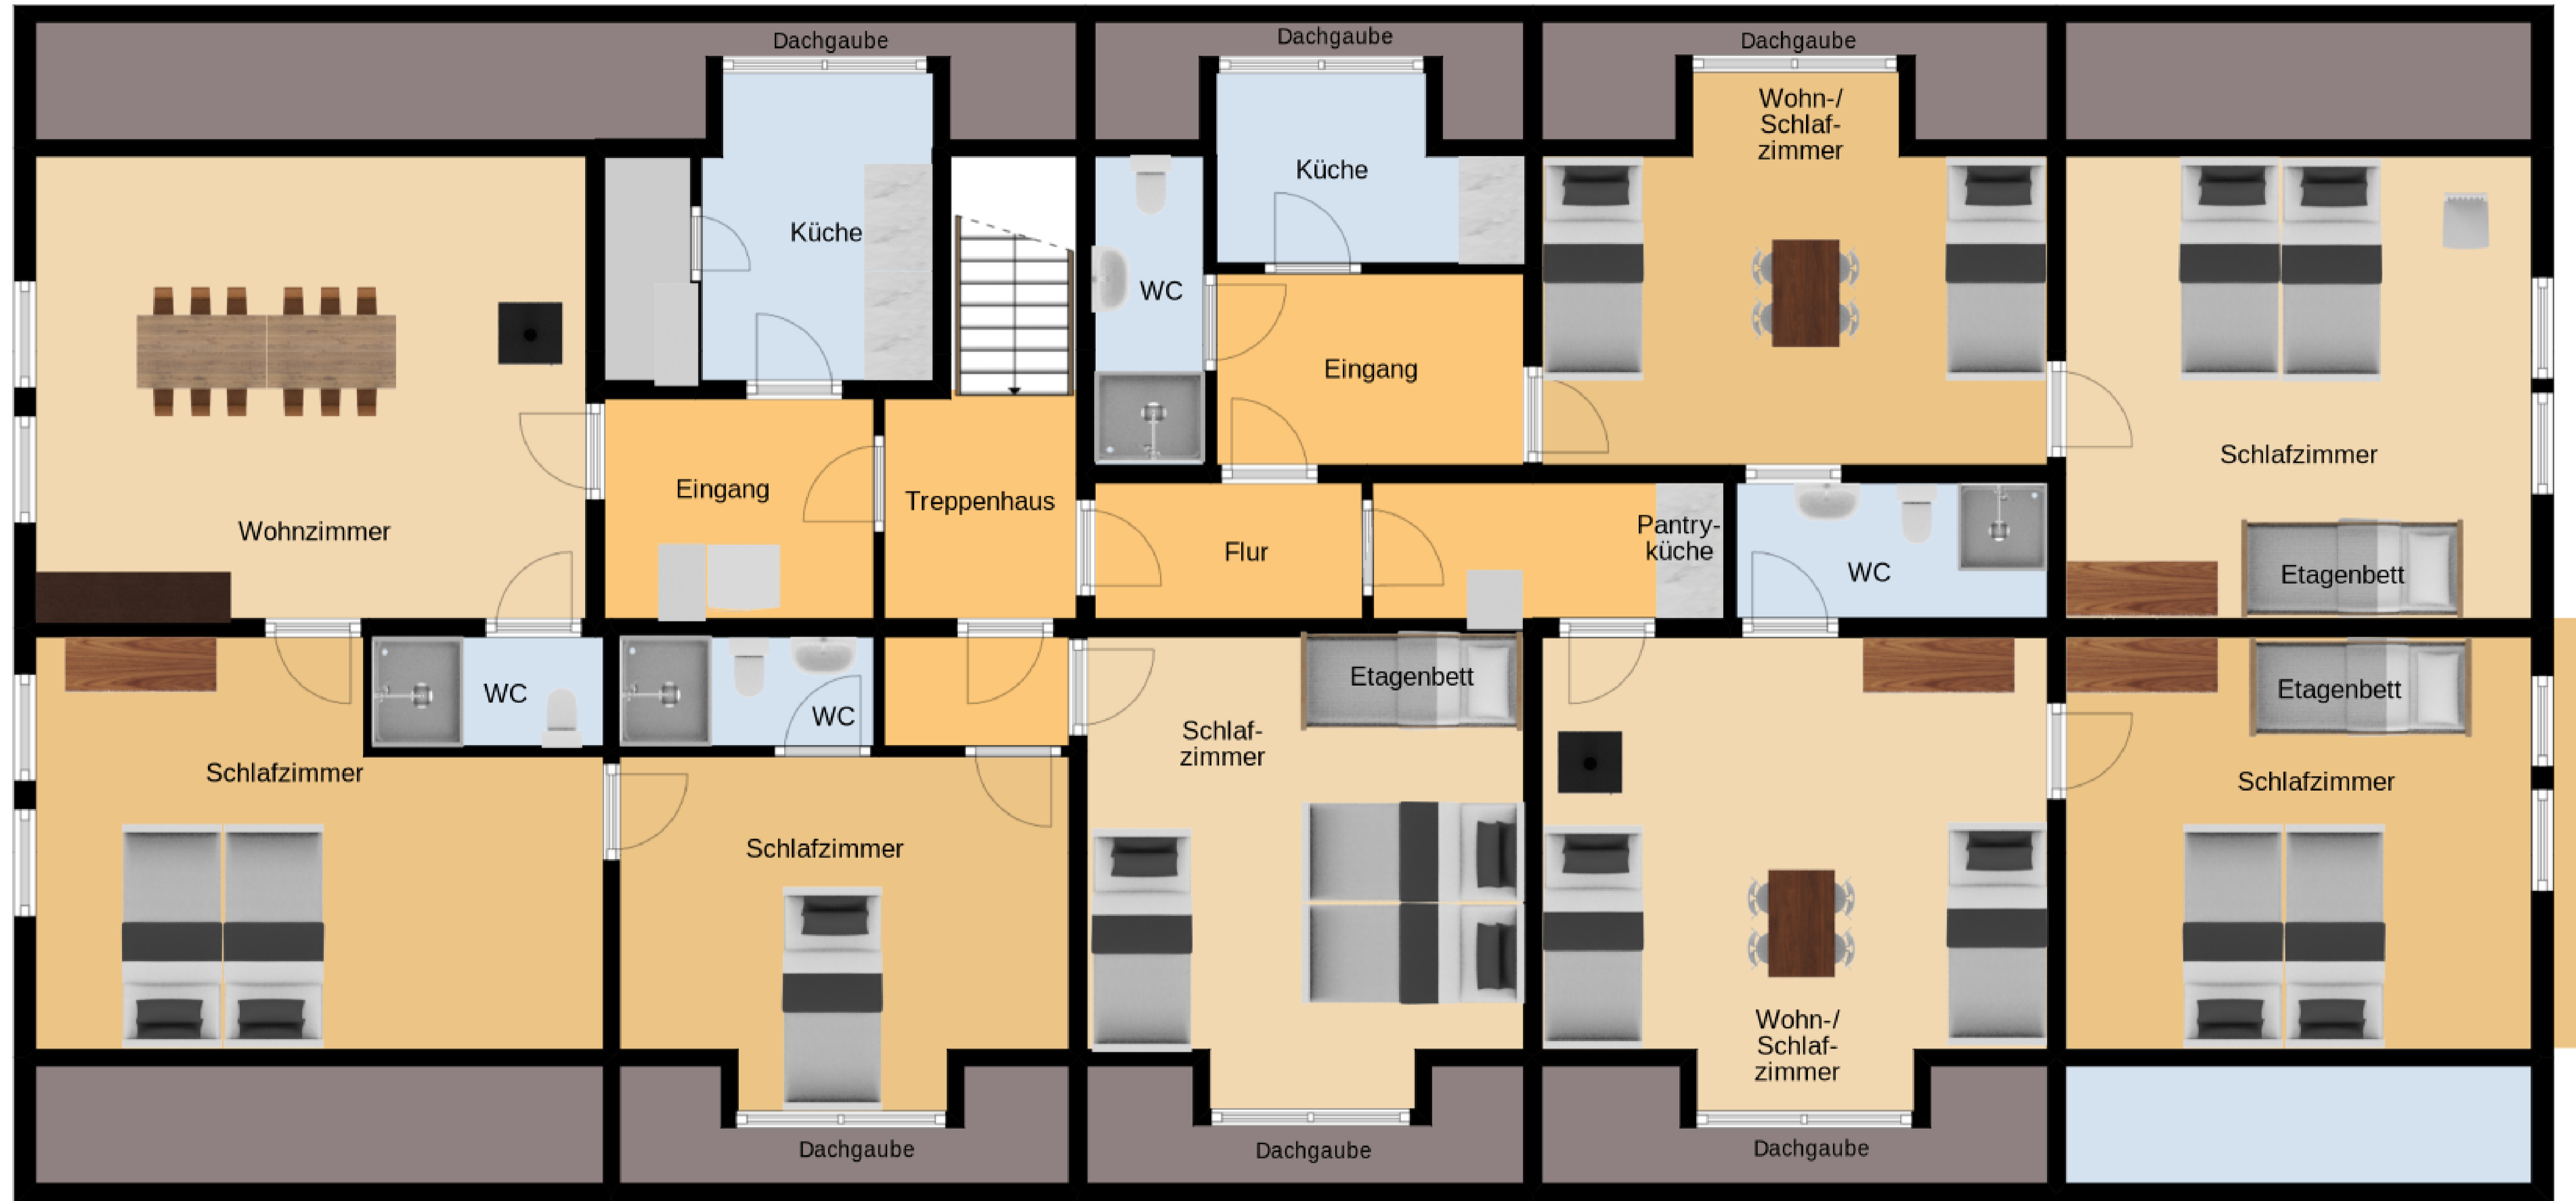 Dachgaube
Dachgaube
Dachgaube
Wohn-/
Schlaf-
zimmer
Küche
Küche
WC
Eingang
Schlafzimmer
Eingang
Treppenhaus
Wohnzimmer
Flur
Pantry-
küche
WC
Etagenbett
WC
WC
Schlafzimmer
Schlafzimmer
Schlaf-
zimmer
Etagenbett
Etagenbett
Schlafzimmer
Wohn-/
Schlaf-
zimmer
Dachgaube
Dachgaube
Dachgaube